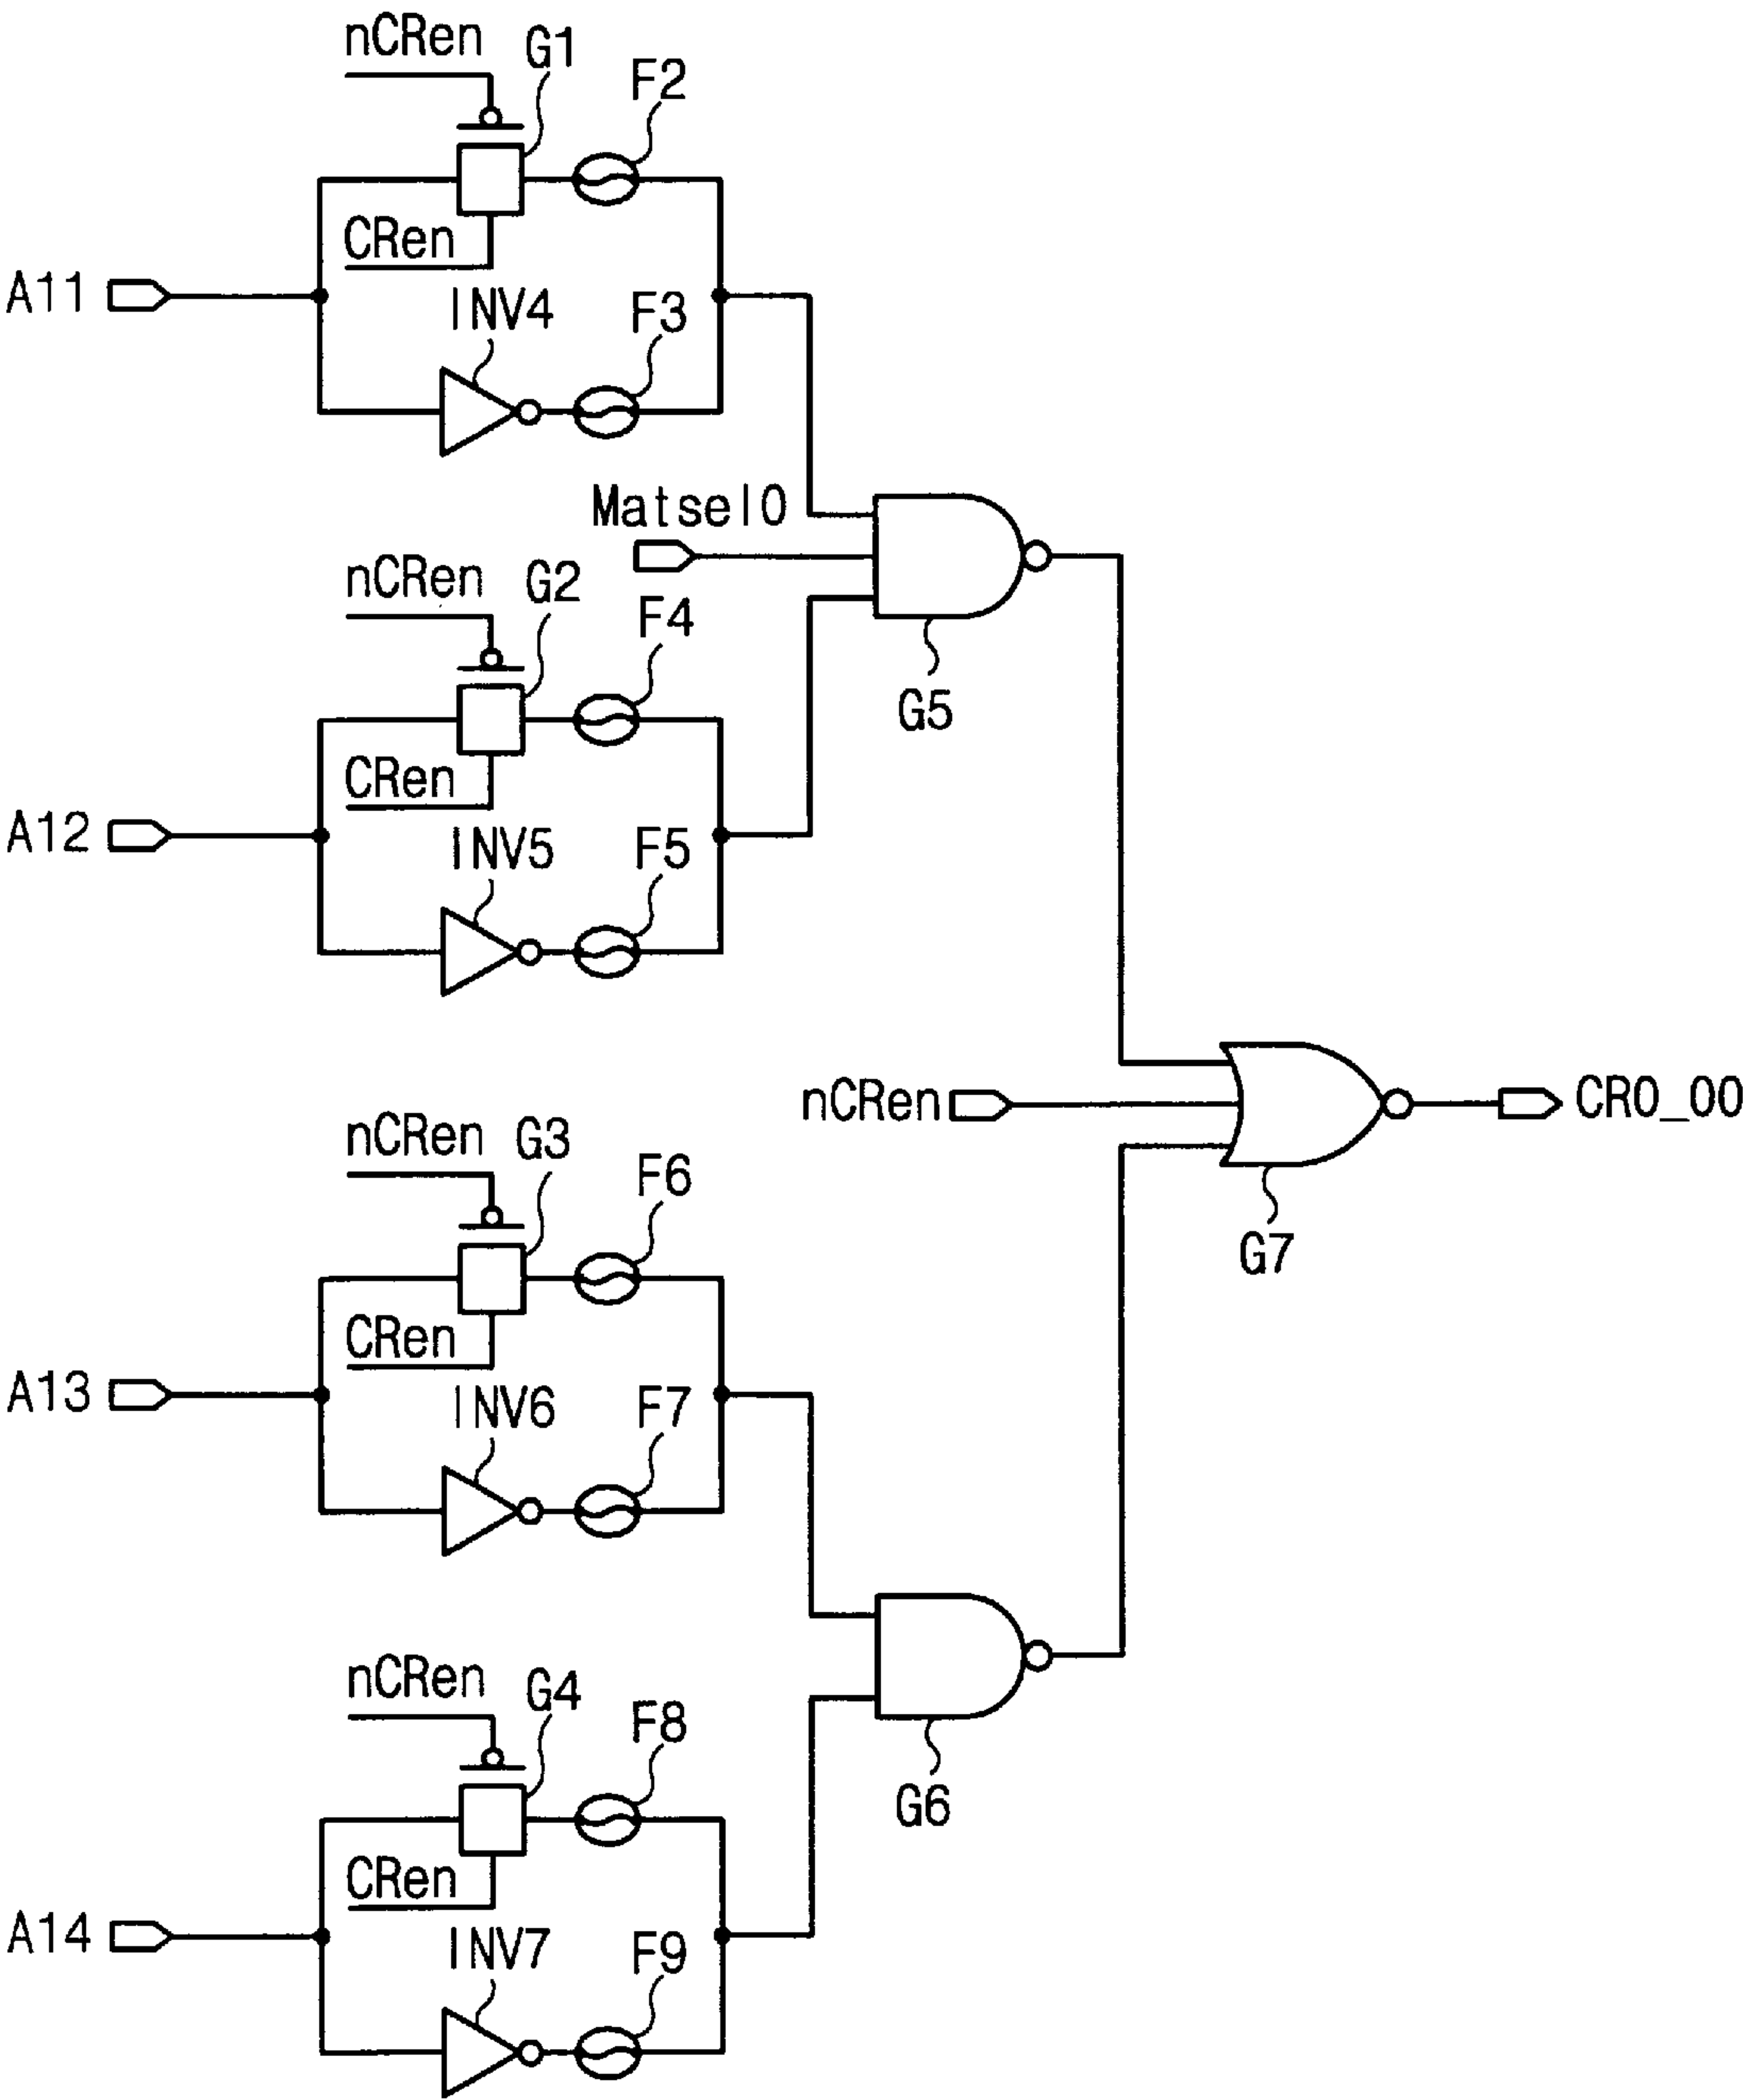 nCRen
G1
F2
CRen
A11
INV4
F3
Matsel0
nCRen
G2
F4
G5
CRen
A12
INV5
F5
nCRen
CR0_00
nCRen
G3
F6
G7
CRen
A13
INV6
F7
nCRen
G4
F8
G6
CRen
A14
INV7
F9